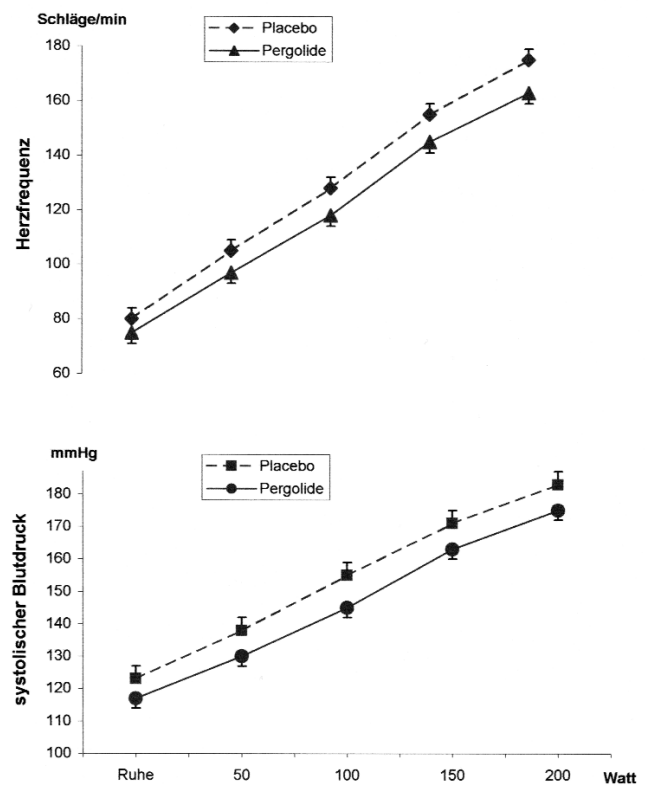 Schläge/min
Placebo
Pergolide
180
160
140
120
100
80
60
Herzfrequenz
mmHg
Placebo
Pergolide
180
170
160
150
140
130
120
110
100
systolischer Blutdruck
Ruhe 50 100 150 200 Watt